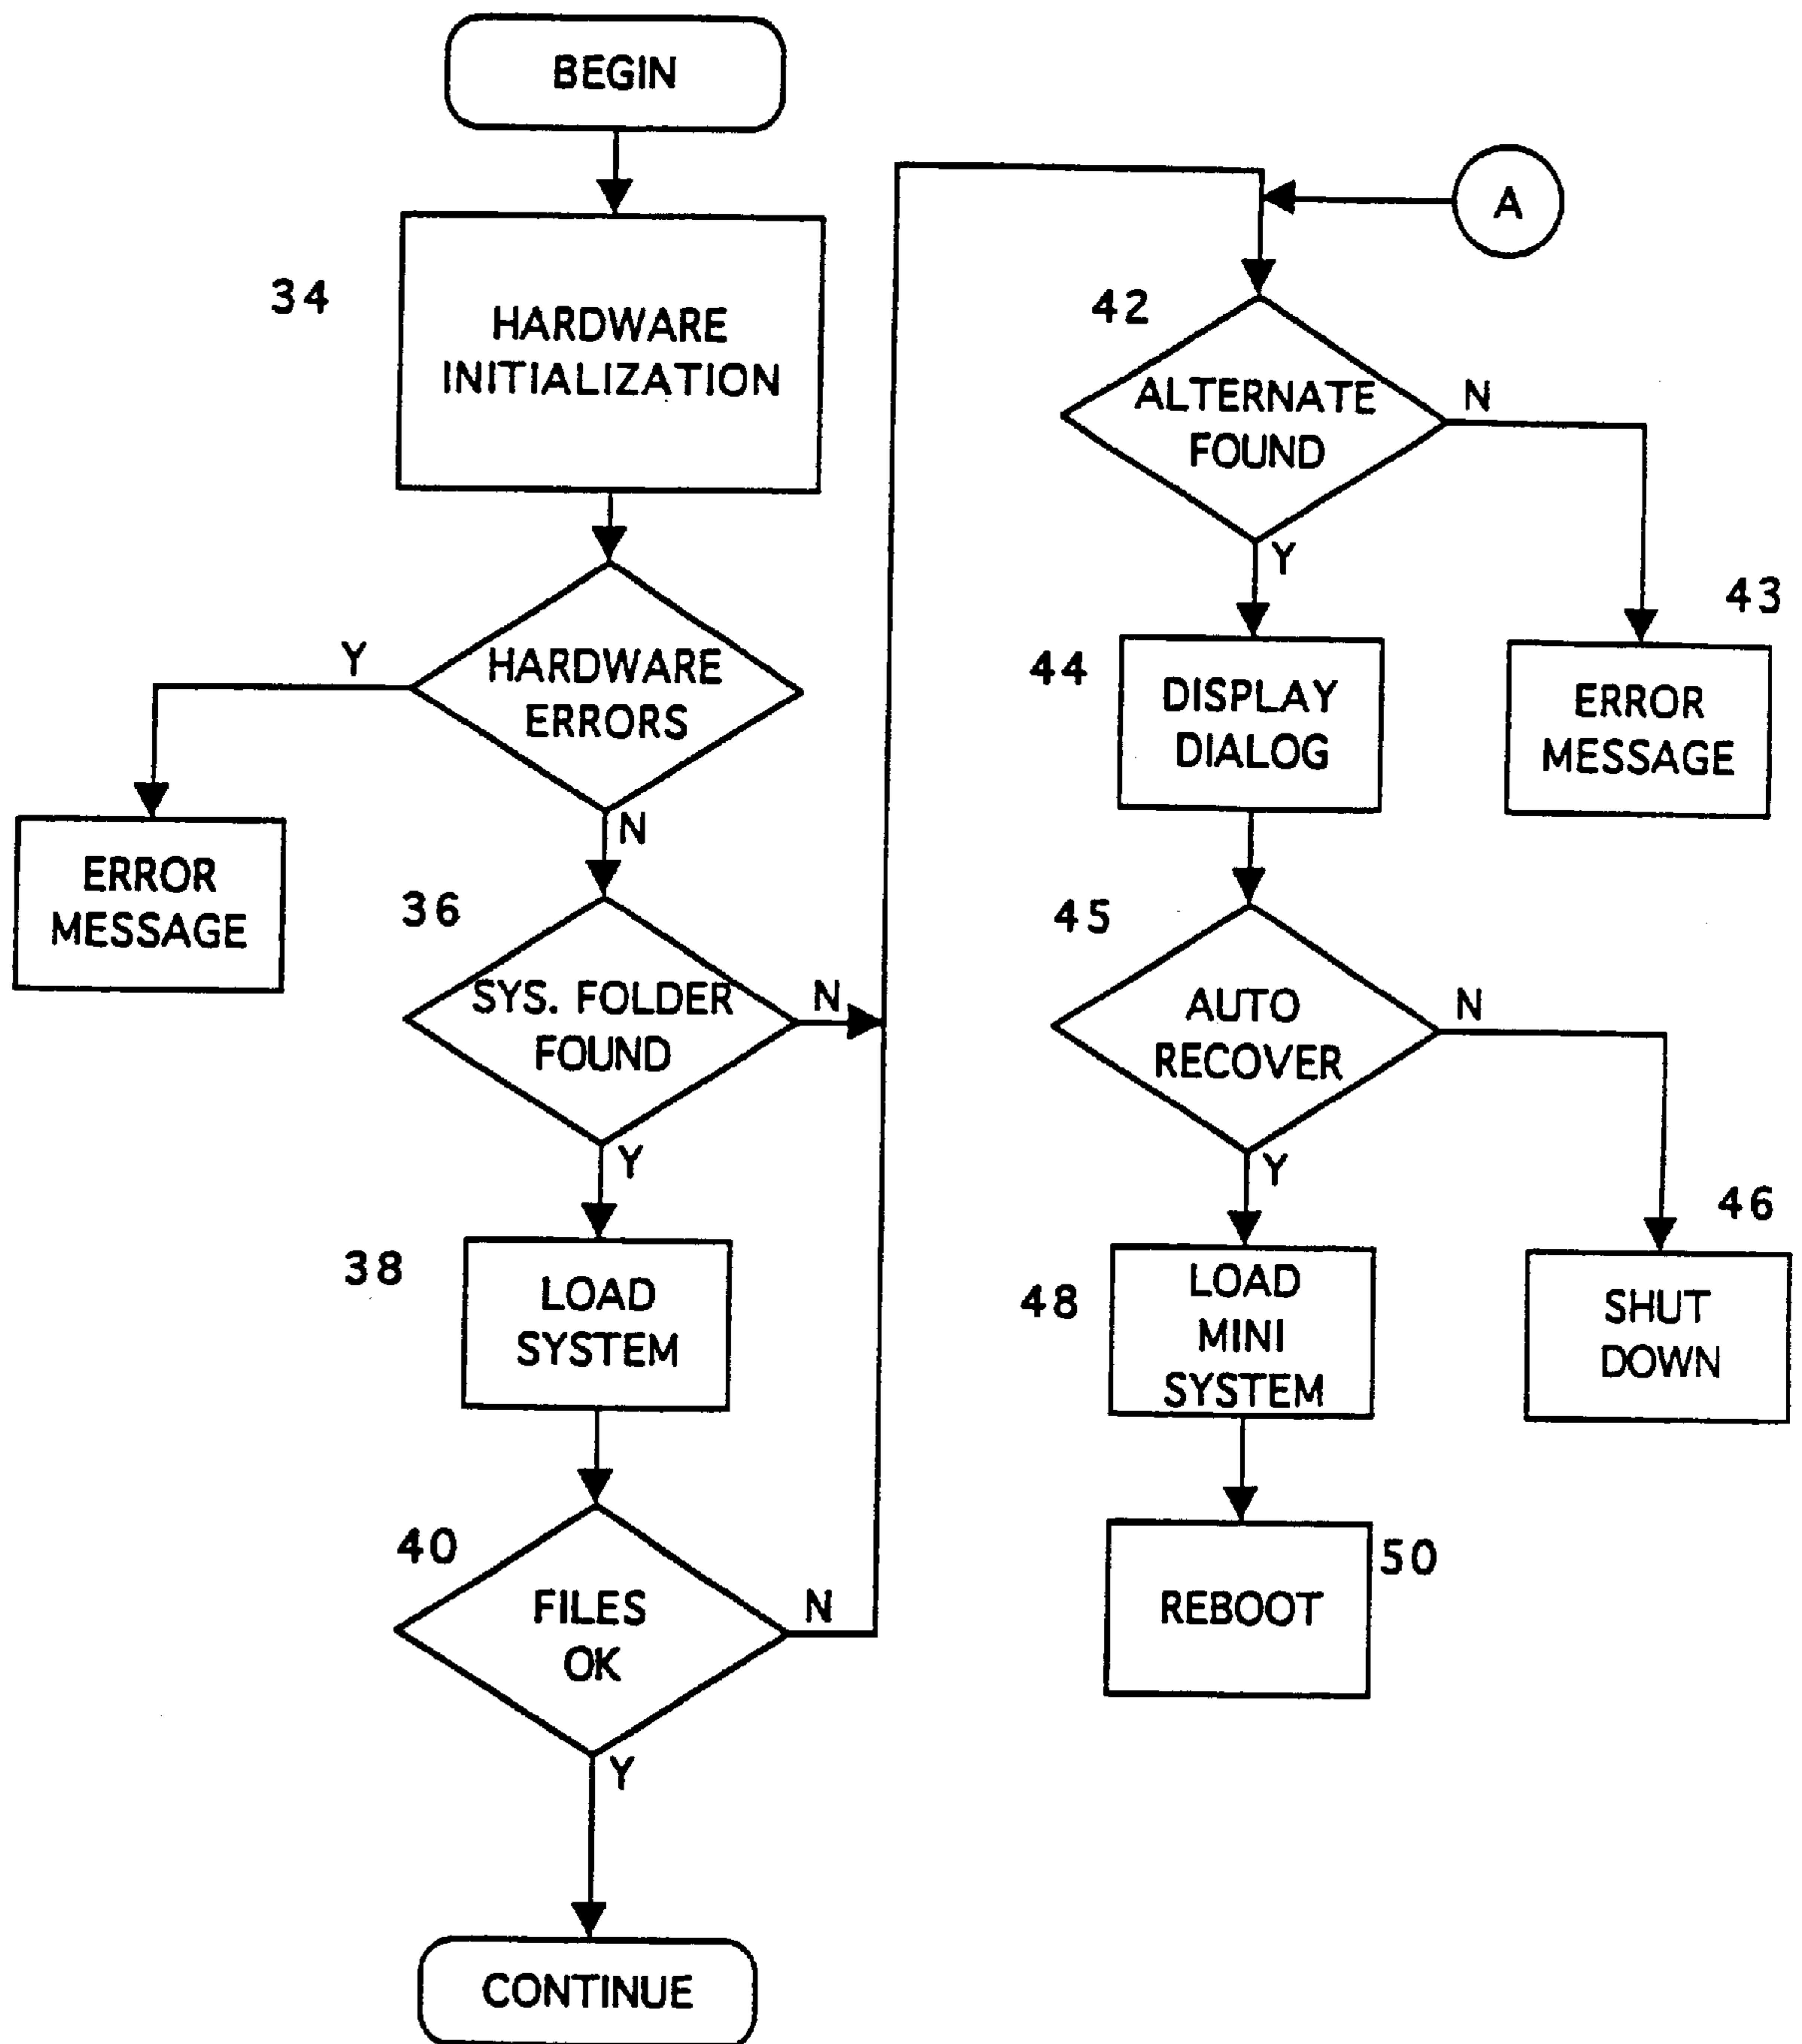 BEGIN
34
HARDWARE
INITIALIZATION
HARDWARE
ERRORS
Y
N
ERROR
MESSAGE
36
SYS. FOLDER
FOUND
N
Y
38
LOAD
SYSTEM
40
FILES
OK
N
Y
CONTINUE
A
42
ALTERNATE
FOUND
N
Y
43
ERROR
MESSAGE
44
DISPLAY
DIALOG
45
AUTO
RECOVER
N
Y
46
SHUT
DOWN
48
LOAD
MINI
SYSTEM
50
REBOOT